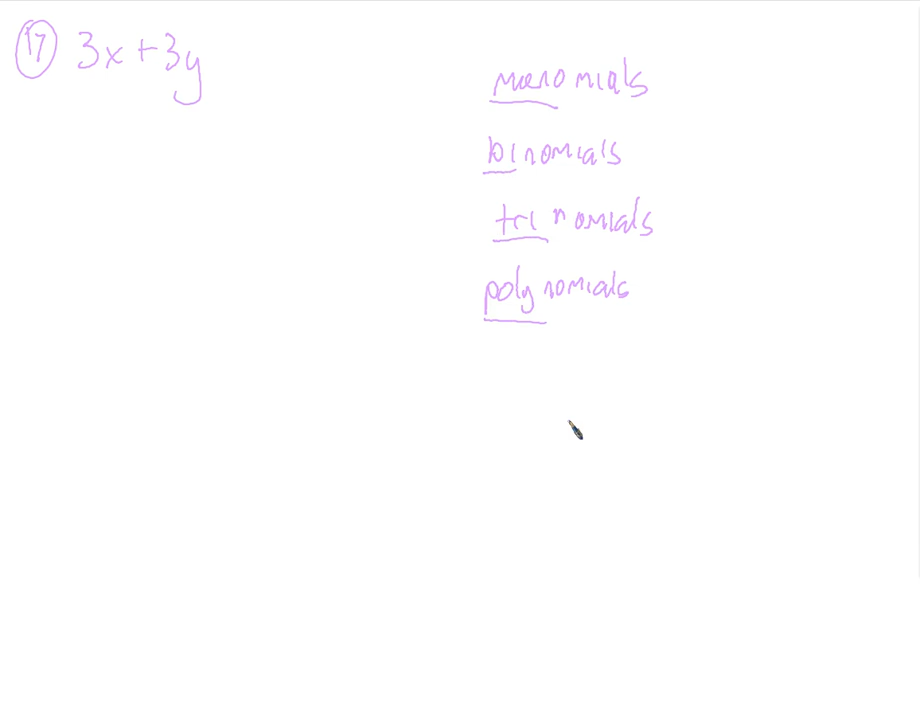 17 3x + 3y
monomials
binomials
trinomials
polynomials